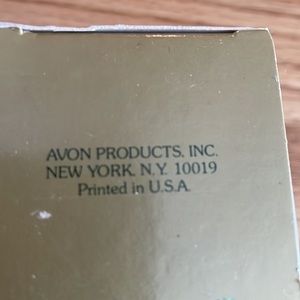 AVON PRODUCTS, INC.
NEW YORK, N.Y. 10019
Printed in U.S.A.